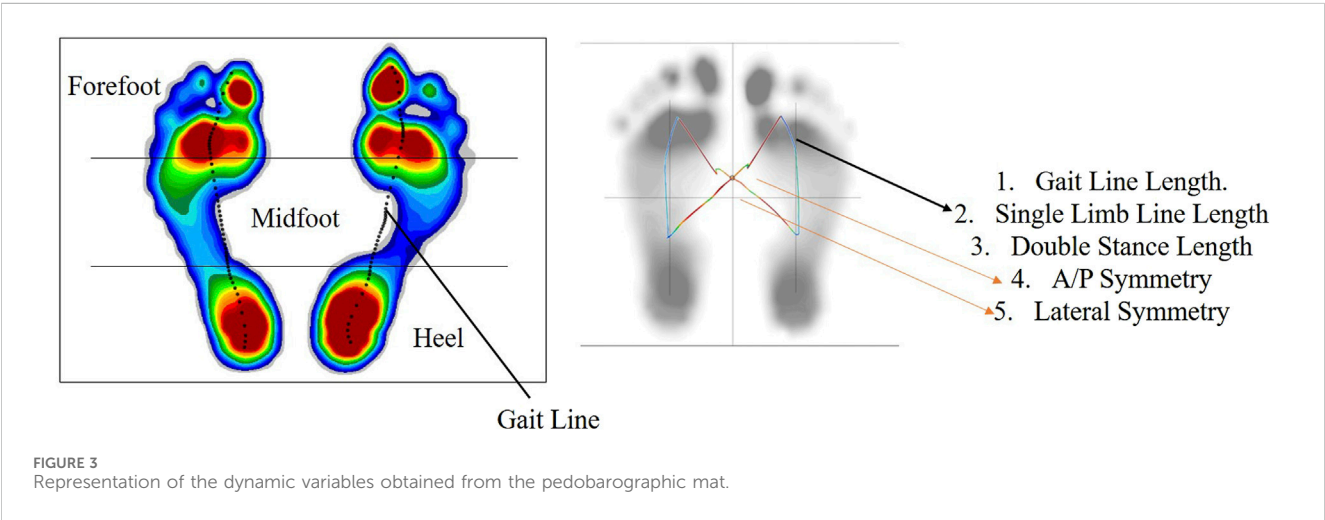 Forefoot
Midfoot
Heel
Gait Line
1. Gait Line Length.
2. Single Limb Line Length
3. Double Stance Length
4. A/P Symmetry
5. Lateral Symmetry
FIGURE 3
Representation of the dynamic variables obtained from the pedobarographic mat.